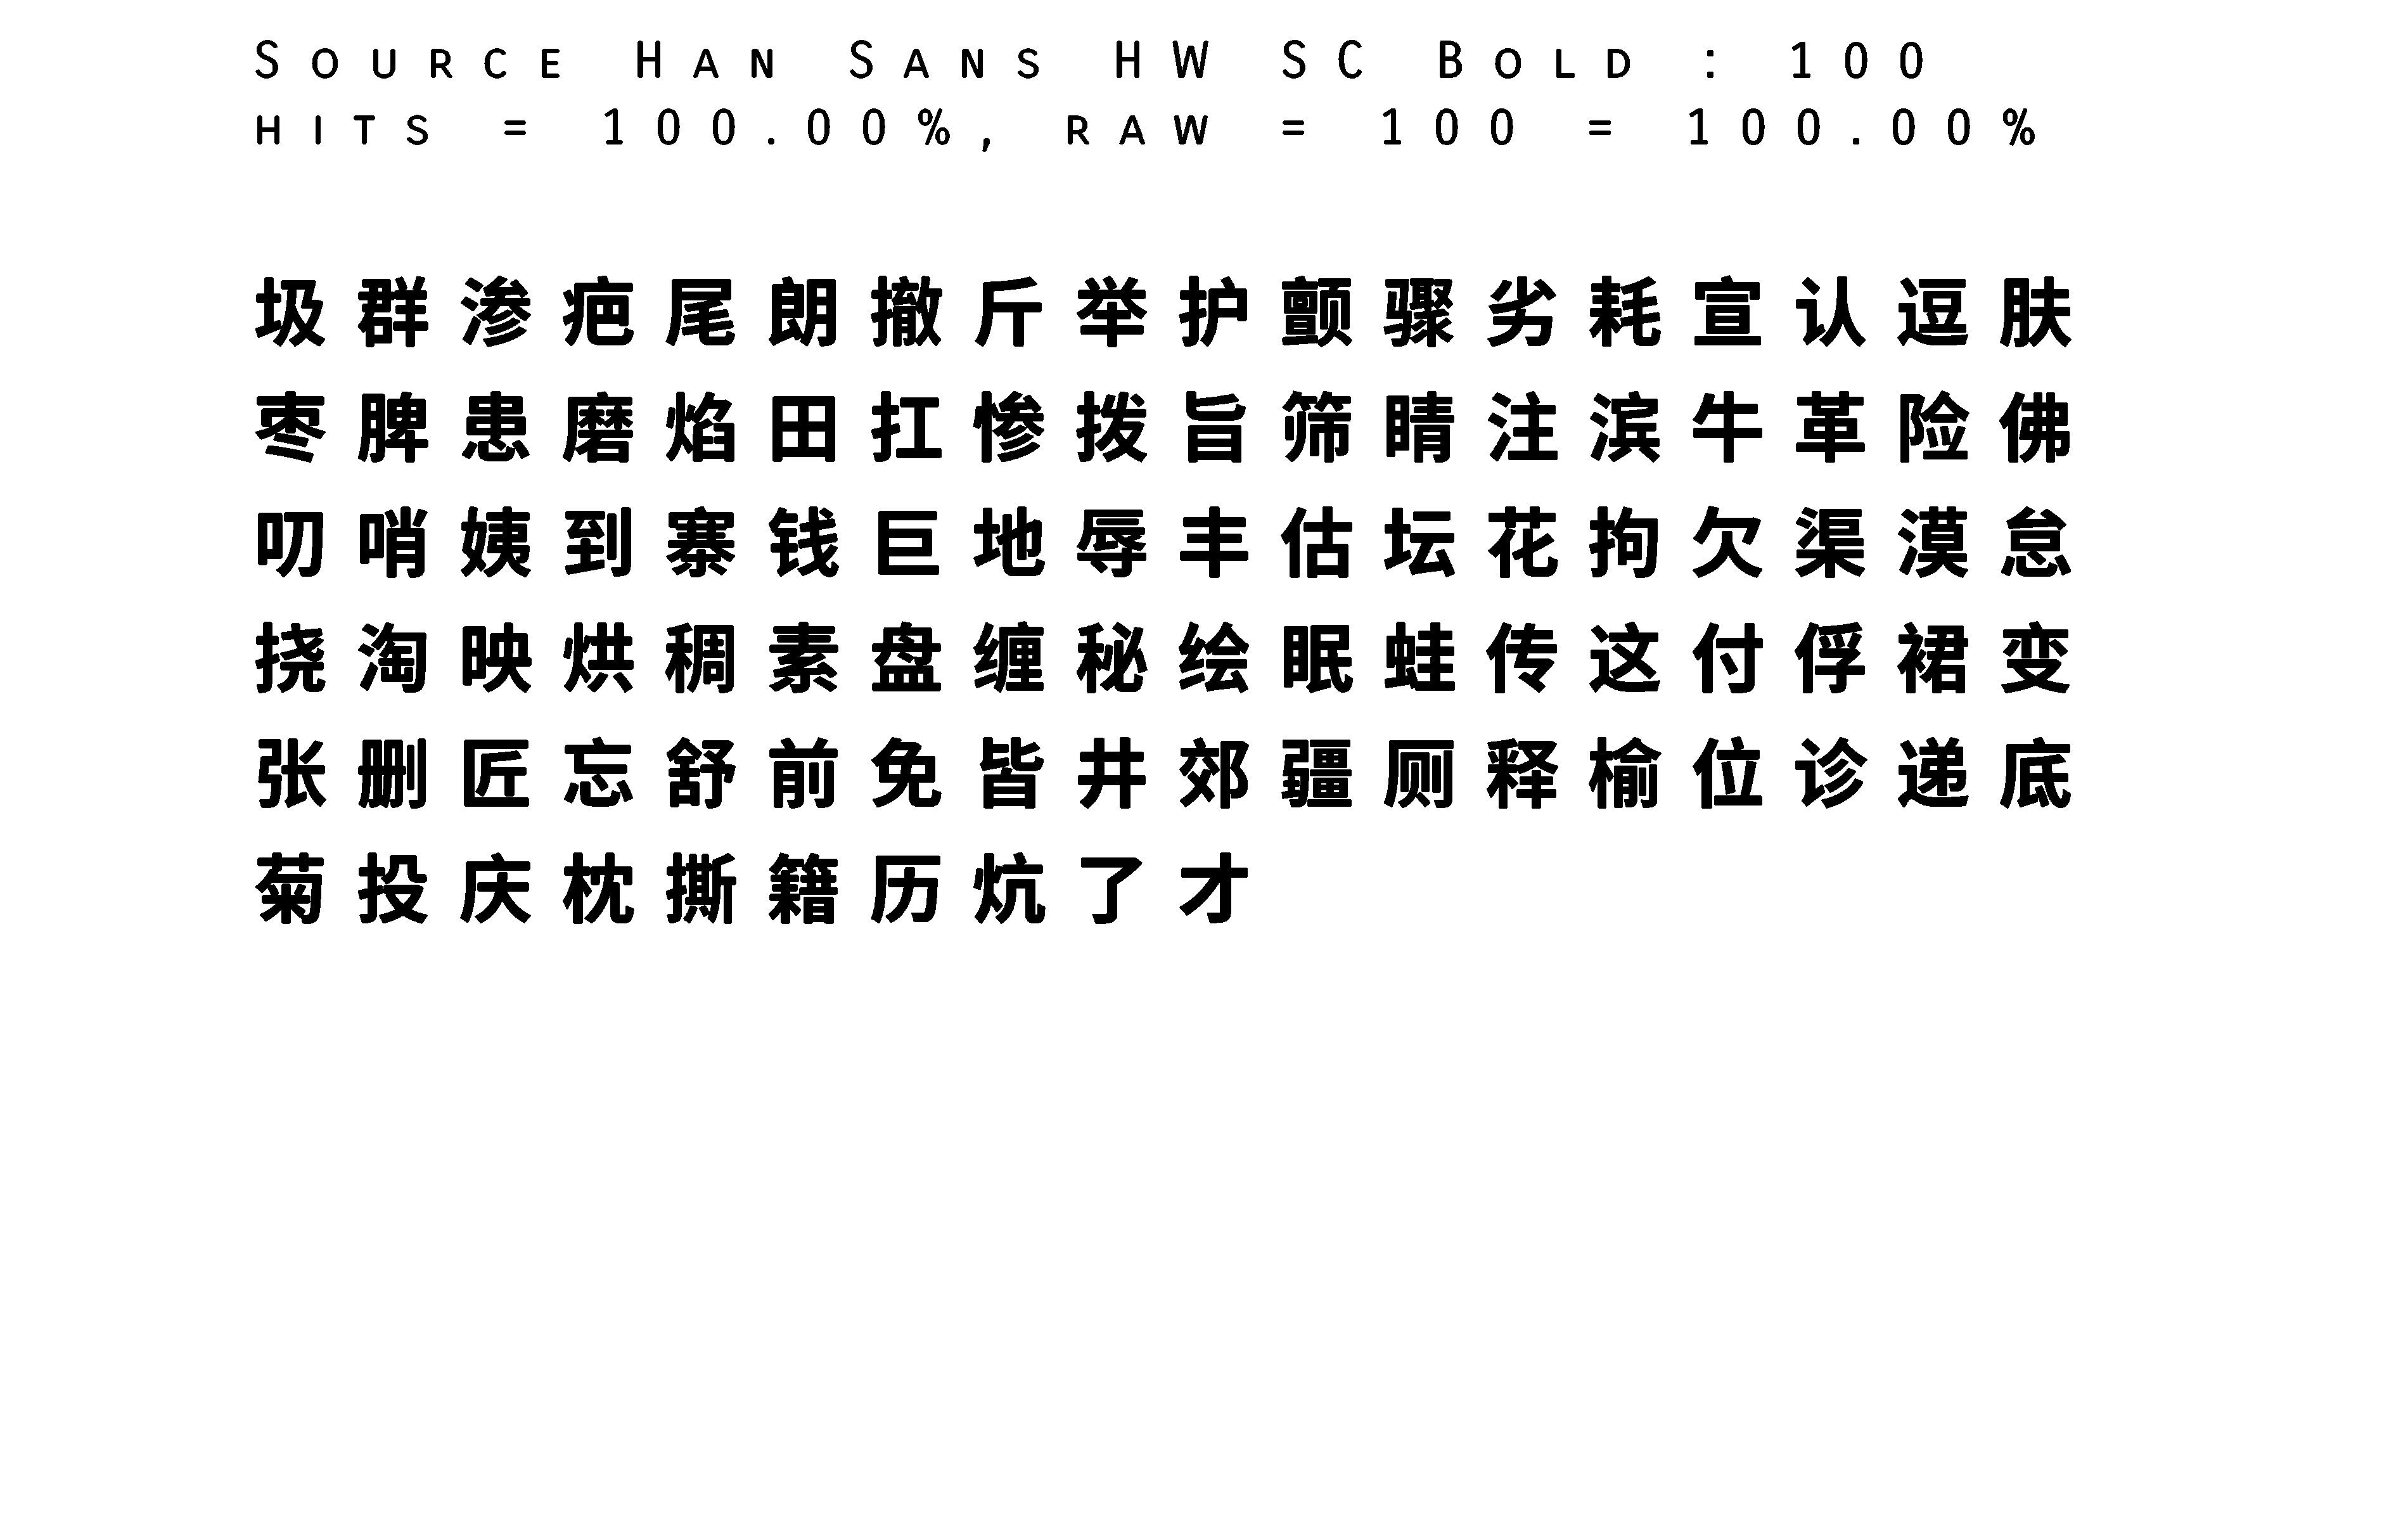 Source Han Sans HW SC Bold : 100
hits = 100.00%, raw = 100 = 100.00%
圾群渗疤尾朗撤斤举护颤骤劣耗宣认逗肤
枣脾患磨焰田扛惨拨旨筛睛注滨牛革险佛
叨哨姨到寨钱巨地辱丰估坛花拘欠渠漠怠
挠淘映烘稠素盘缠秘绘眠蛙传这付俘裙变
张删匠忘舒前免皆井郊疆厕释榆位诊递底
菊投庆枕撕籍历炕了才